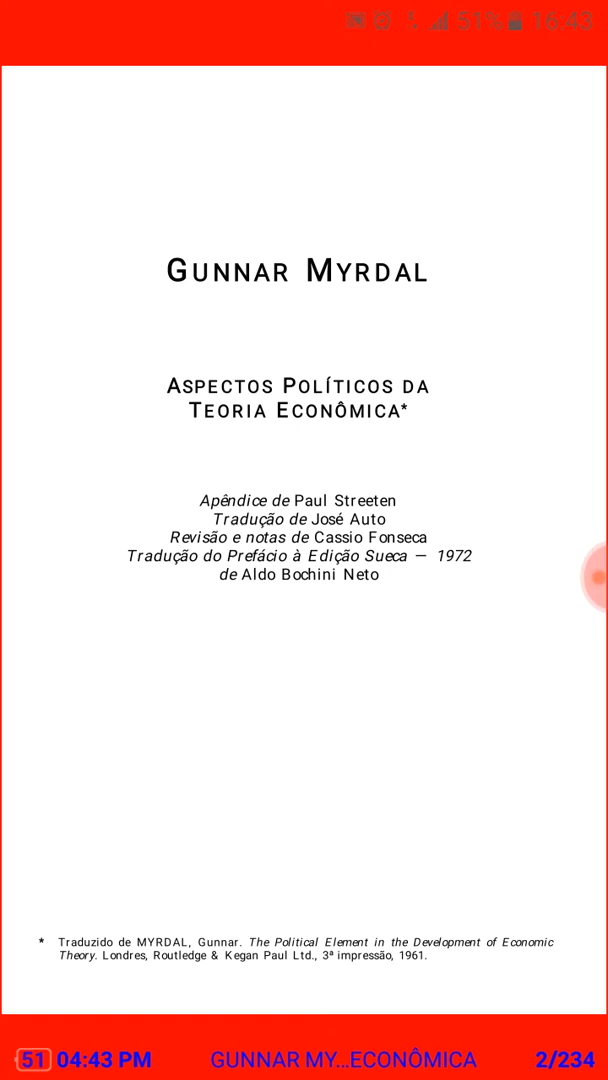 51% 16:43
GUNNAR MYRDAL
ASPECTOS POLÍTICOS DA
TEORIA ECONÔMICA*
Apêndice de Paul Streeten
Tradução de José Auto
Revisão e notas de Cassio Fonseca
Tradução do Prefácio à Edição Sueca — 1972
de Aldo Bochini Neto
* Traduzido de MYRDAL, Gunnar. The Political Element in the Development of Economic
Theory. Londres, Routledge & Kegan Paul Ltd., 3ª impressão, 1961.
51 04:43 PM GUNNAR MY...ECONÔMICA 2/234